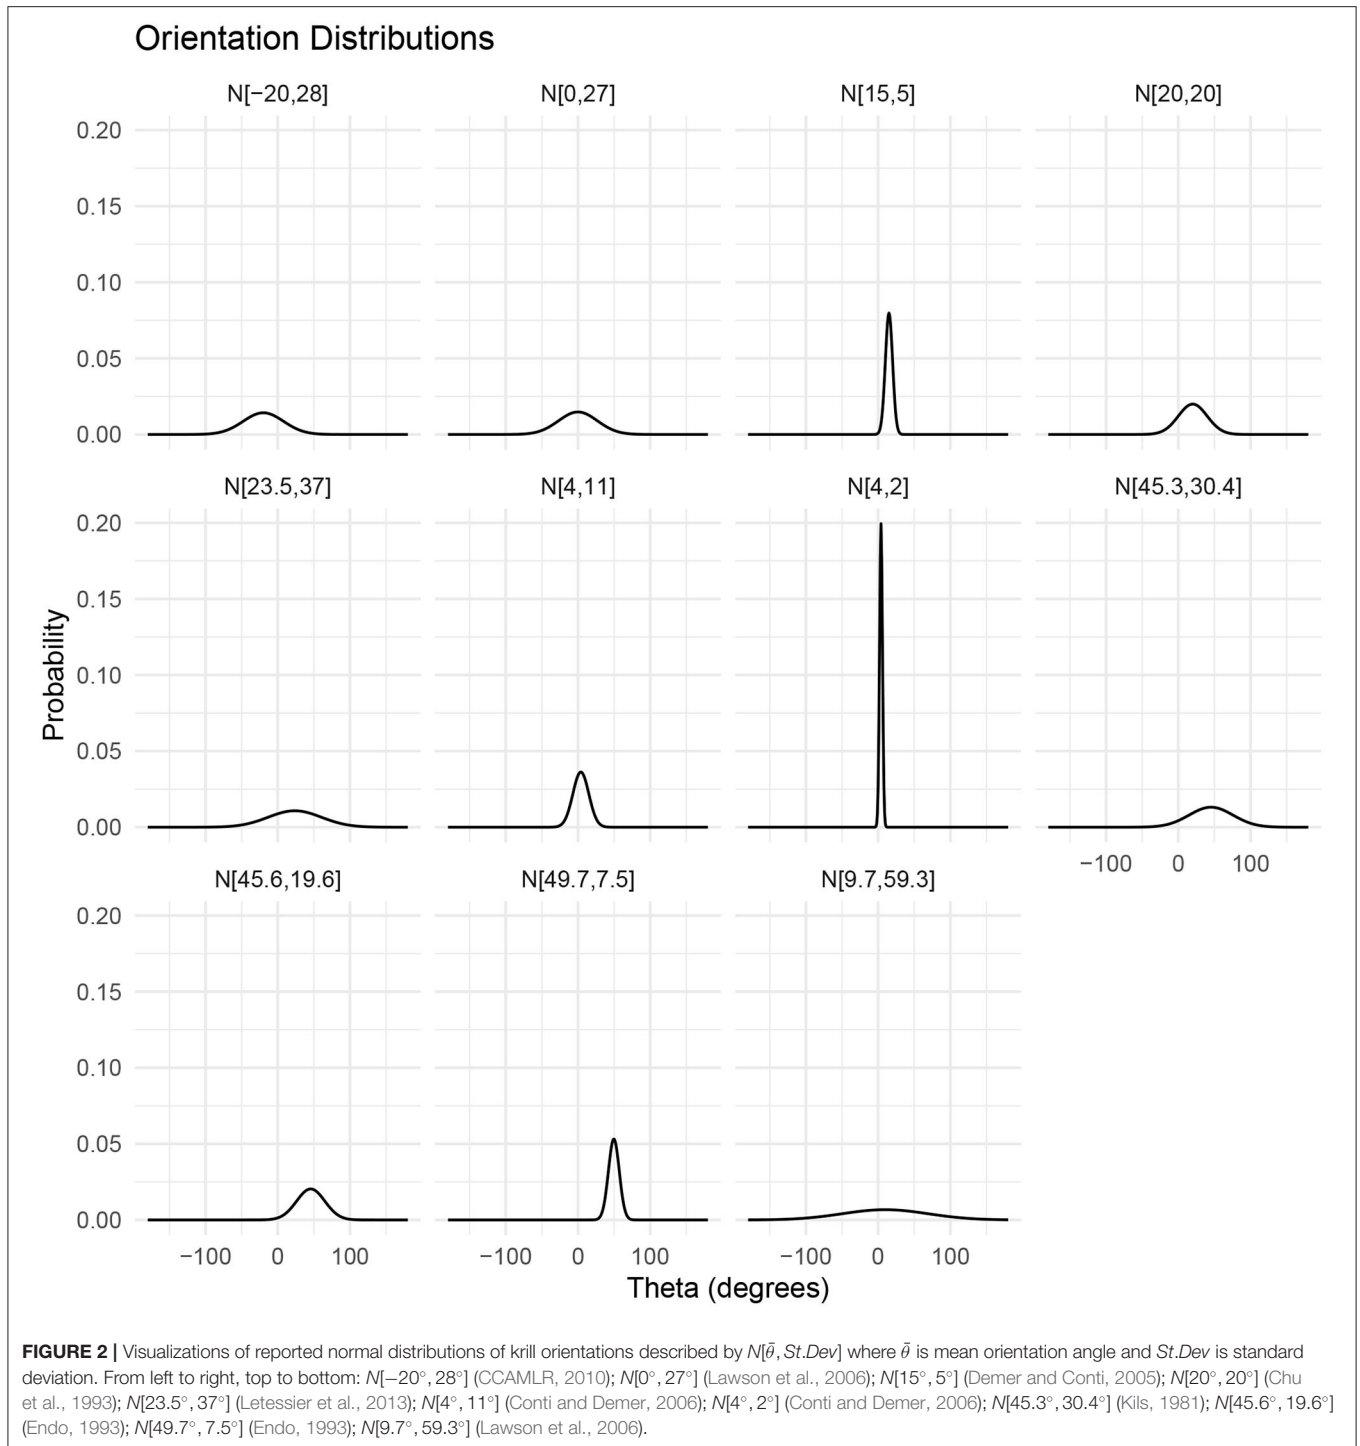 Orientation Distributions
N[−20,28] N[0,27] N[15,5] N[20,20]
0.20
0.15
0.10
0.05
0.00
N[23.5,37] N[4,11] N[4,2] N[45.3,30.4]
0.20
0.15
0.10
0.05
0.00
−100 0 100
Probability
N[45.6,19.6] N[49.7,7.5] N[9.7,59.3]
0.20
0.15
0.10
0.05
0.00
−100 0 100 −100 0 100 −100 0 100
Theta (degrees)
FIGURE 2 | Visualizations of reported normal distributions of krill orientations described by N[θ̄, St.Dev] where θ̄ is mean orientation angle and St.Dev is standard
deviation. From left to right, top to bottom: N[−20°, 28°] (CCAMLR, 2010); N[0°, 27°] (Lawson et al., 2006); N[15°, 5°] (Demer and Conti, 2005); N[20°, 20°] (Chu
et al., 1993); N[23.5°, 37°] (Letessier et al., 2013); N[4°, 11°] (Conti and Demer, 2006); N[4°, 2°] (Conti and Demer, 2006); N[45.3°, 30.4°] (Kils, 1981); N[45.6°, 19.6°]
(Endo, 1993); N[49.7°, 7.5°] (Endo, 1993); N[9.7°, 59.3°] (Lawson et al., 2006).